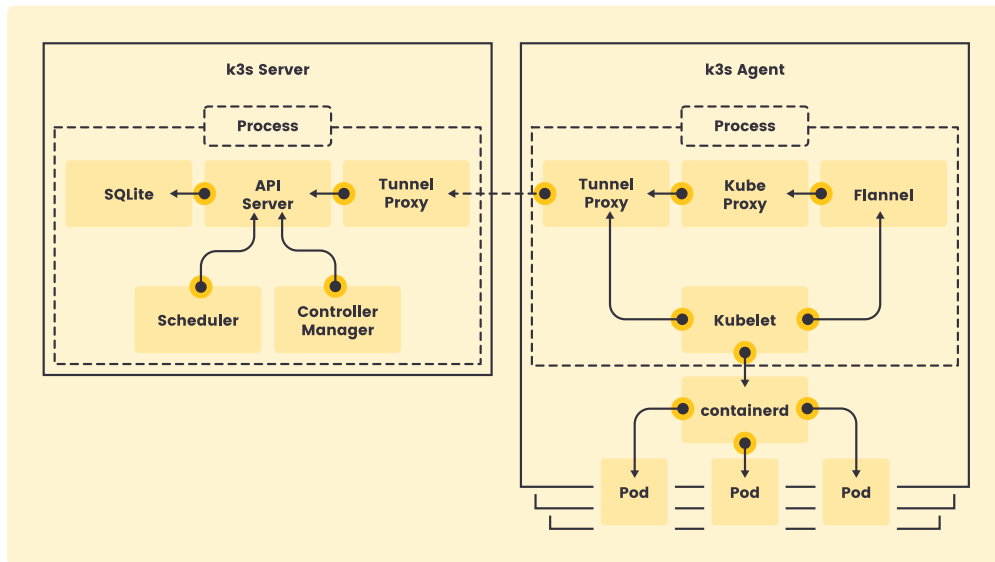 k3s Server
Process
SQLite
API
Server
Tunnel
Proxy
Scheduler
Controller
Manager
k3s Agent
Process
Tunnel
Proxy
Kube
Proxy
Flannel
Kubelet
containerd
Pod
Pod
Pod